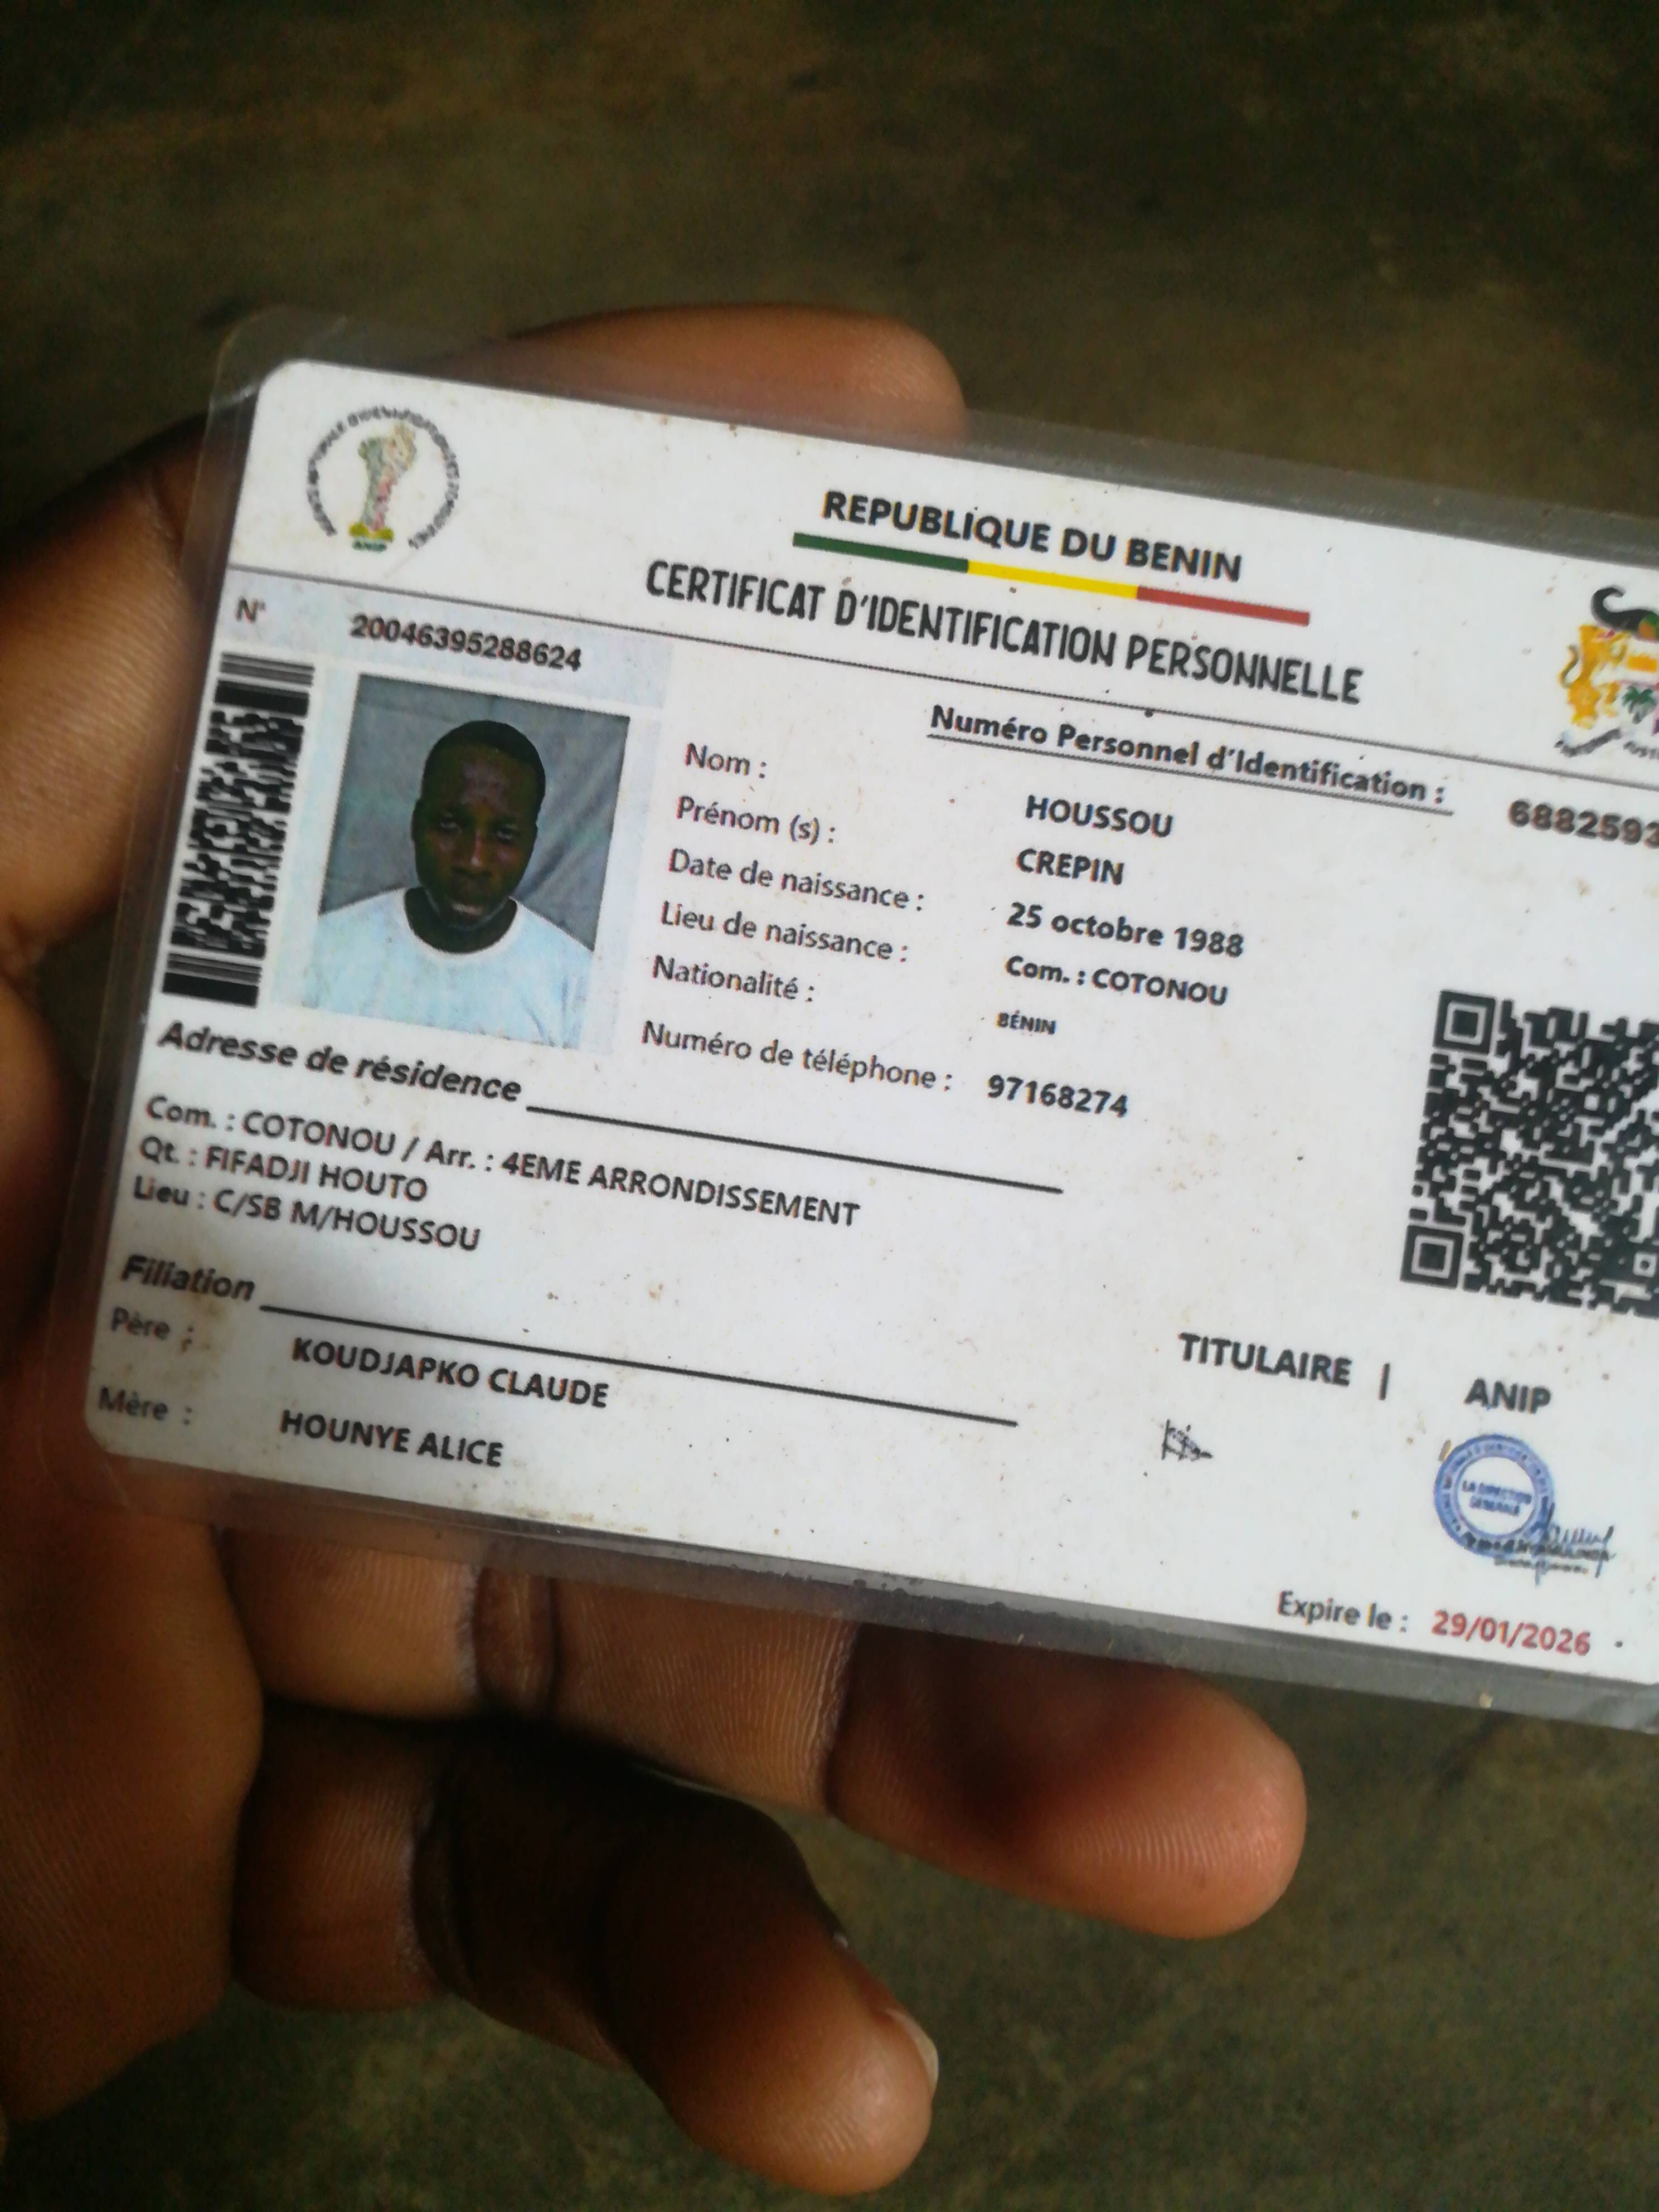 REPUBLIQUE DU BENIN
CERTIFICAT D'IDENTIFICATION PERSONNELLE
ANIP
N° 20046395288624
Numéro Personnel d'Identification : 6882593
Nom : HOUSSOU
Prénom (s) : CREPIN
Date de naissance : 25 octobre 1988
Lieu de naissance : Com. : COTONOU
Nationalité : BÉNIN
Numéro de téléphone : 97168274
Adresse de résidence
Com. : COTONOU / Arr. : 4EME ARRONDISSEMENT
Qt. : FIFADJI HOUTO
Lieu : C/SB M/HOUSSOU
Filiation
Père : KOUDJAPKO CLAUDE
Mère : HOUNYE ALICE
TITULAIRE | ANIP
LA DIRECTION
Expire le : 29/01/2026